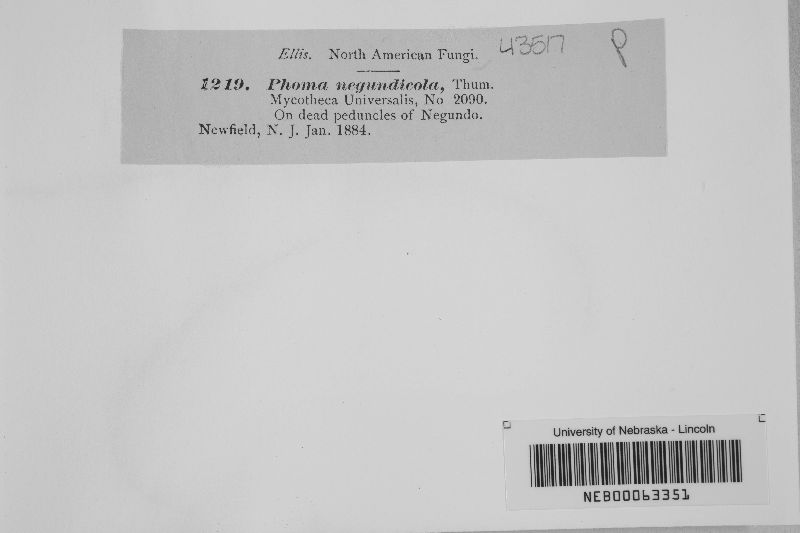 Ellis. North American Fungi. 43517 P
1219. Phoma negundicola, Thum.
Mycotheca Universalis, No 2090.
On dead peduncles of Negundo.
Newfield, N. J. Jan. 1884.
University of Nebraska - Lincoln
NEB00063351